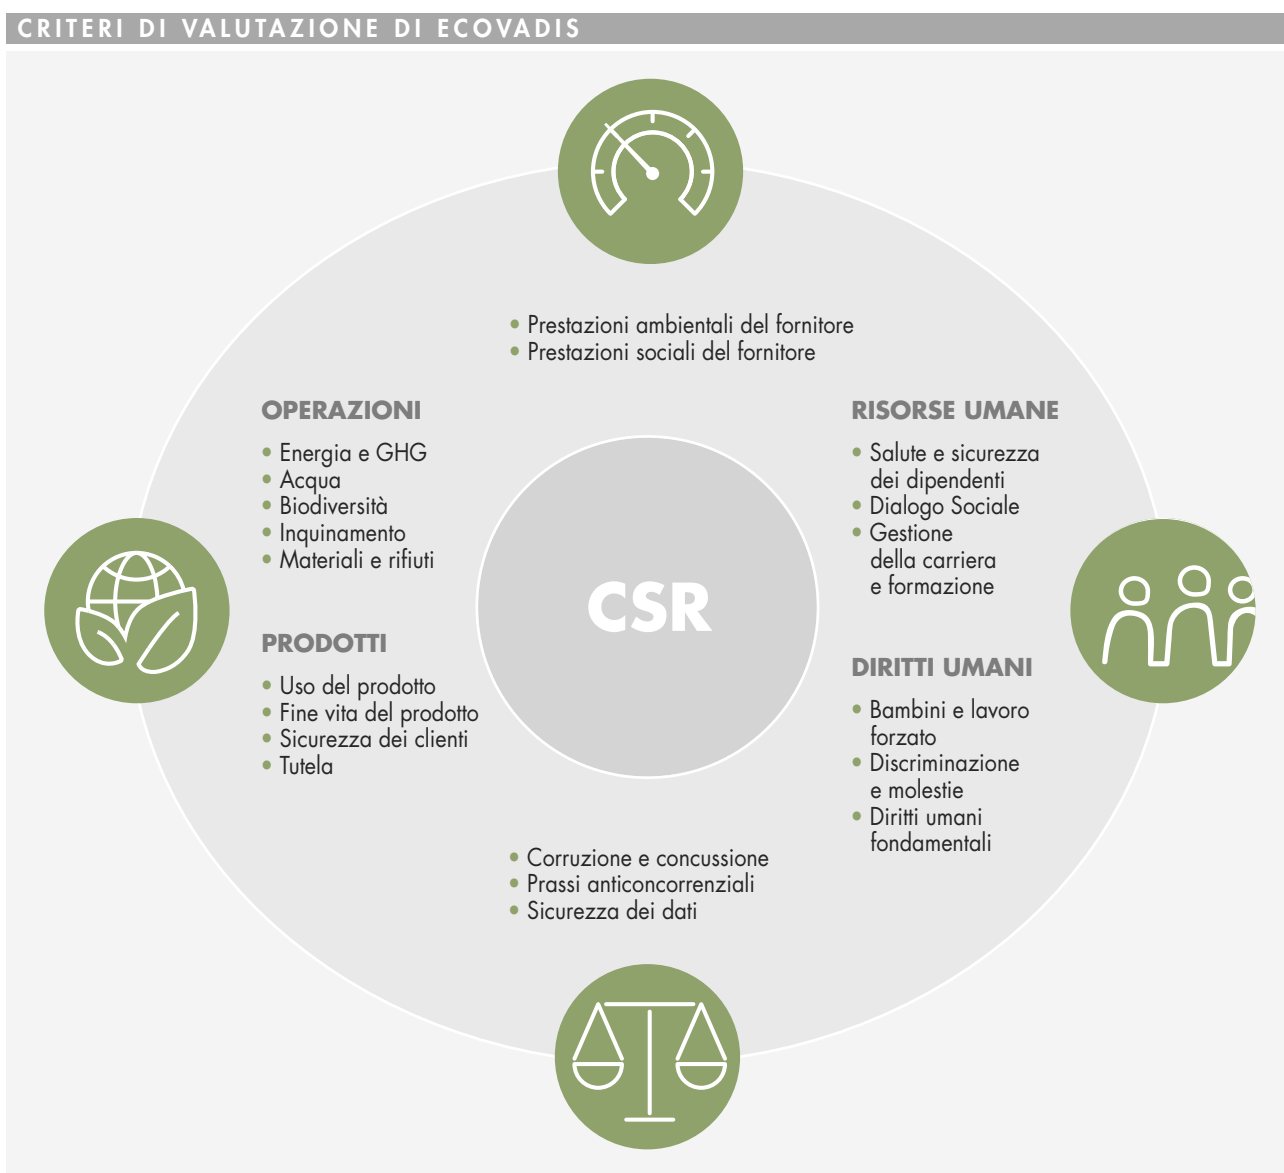 CRITERI DI VALUTAZIONE DI ECOVADIS
• Prestazioni ambientali del fornitore
• Prestazioni sociali del fornitore
OPERAZIONI
• Energia e GHG
• Acqua
• Biodiversità
• Inquinamento
• Materiali e rifiuti
PRODOTTI
• Uso del prodotto
• Fine vita del prodotto
• Sicurezza dei clienti
• Tutela
CSR
RISORSE UMANE
• Salute e sicurezza
dei dipendenti
• Dialogo Sociale
• Gestione
della carriera
e formazione
DIRITTI UMANI
• Bambini e lavoro
forzato
• Discriminazione
e molestie
• Diritti umani
fondamentali
• Corruzione e concussione
• Prassi anticoncorrenziali
• Sicurezza dei dati